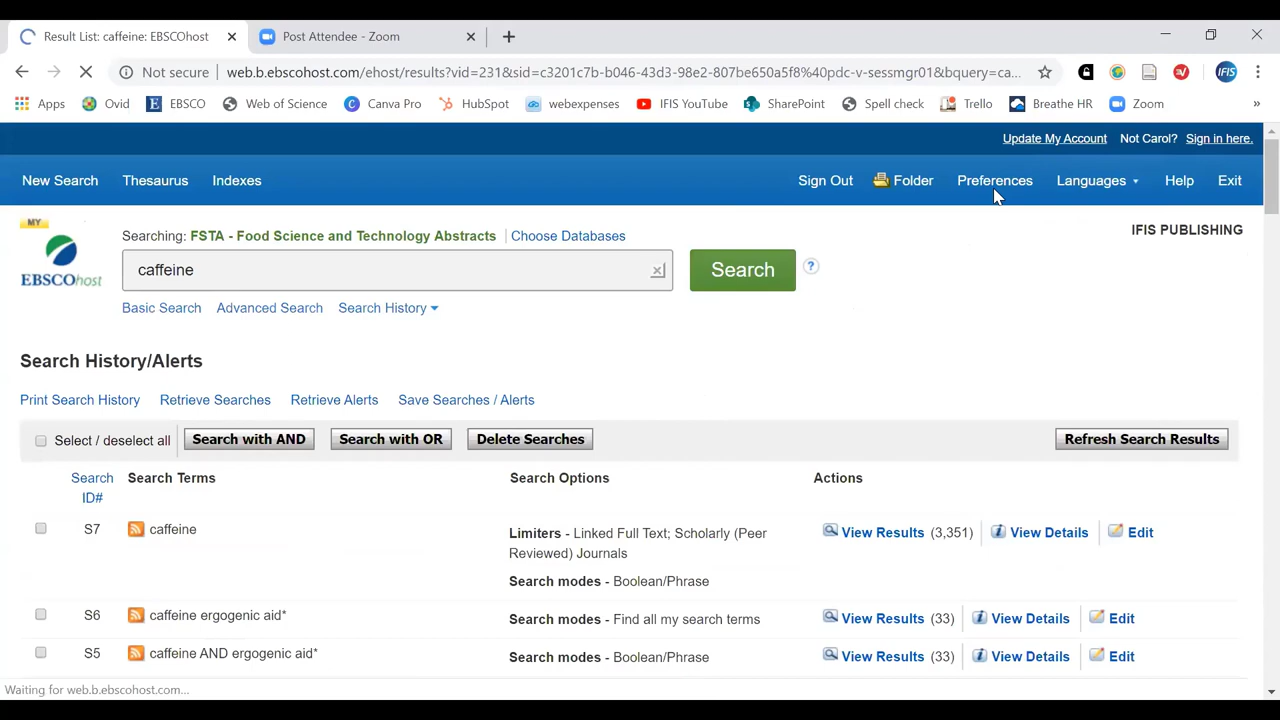 Result List: caffeine: EBSCOhost
Post Attendee - Zoom
Not secure
web.b.ebscohost.com/ehost/results?vid=231&sid=c3201c7b-b046-43d3-98e2-807be650a5f8%40pdc-v-sessmgr01&bquery=ca...
IFIS
Apps Ovid EBSCO Web of Science Canva Pro HubSpot webexpenses IFIS YouTube SharePoint Spell check Trello Breathe HR Zoom »
Update My Account Not Carol? Sign in here.
New Search Thesaurus Indexes Sign Out Folder Preferences Languages Help Exit
MY
EBSCOhost
Searching: FSTA - Food Science and Technology Abstracts Choose Databases
IFIS PUBLISHING
caffeine
Search
?
Basic Search Advanced Search Search History
Search History/Alerts
Print Search History Retrieve Searches Retrieve Alerts Save Searches / Alerts
Select / deselect all Search with AND Search with OR Delete Searches Refresh Search Results
Search ID# Search Terms Search Options Actions
S7 caffeine Limiters - Linked Full Text; Scholarly (Peer
Reviewed) Journals
View Results (3,351) View Details Edit
Search modes - Boolean/Phrase
S6 caffeine ergogenic aid* Search modes - Find all my search terms View Results (33) View Details Edit
S5 caffeine AND ergogenic aid* Search modes - Boolean/Phrase View Results (33) View Details Edit
Waiting for web.b.ebscohost.com...